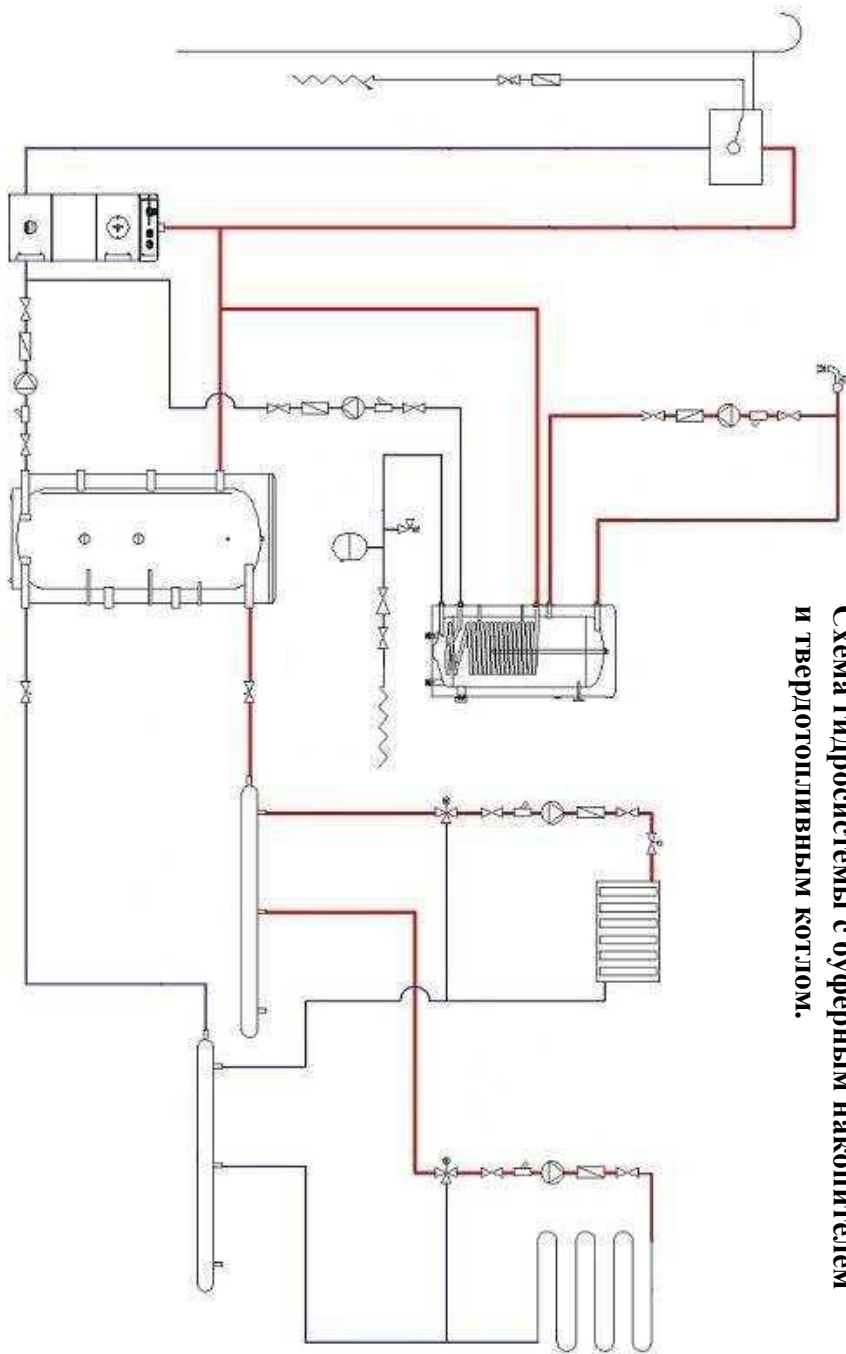 Схема гидросистемы с буферным накопителем
и твердотопливным котлом.